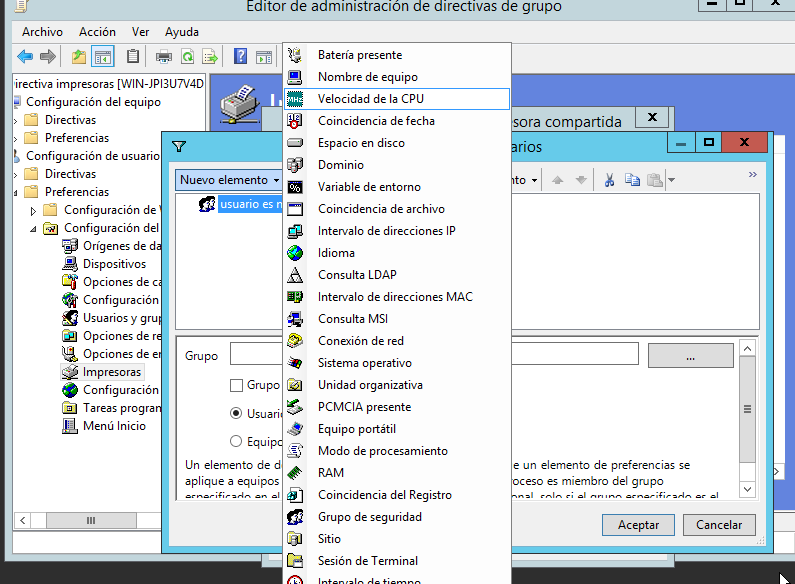 Editor de administración de directivas de grupo
Archivo Acción Ver Ayuda
irectiva impresoras [WIN-JPI3U7V4D
Configuración del equipo
Directivas
Preferencias
Configuración de usuario
Directivas
Preferencias
Configuración de
Configuración del
Orígenes de da
Dispositivos
Opciones de ca
Configuración
Usuarios y grup
Opciones de re
Opciones de er
Impresoras
Configuración
Tareas program
Menú Inicio
sora compartida
arios
Nuevo elemento
nto
usuario es
Batería presente
Nombre de equipo
Velocidad de la CPU
Coincidencia de fecha
Espacio en disco
Dominio
Variable de entorno
Coincidencia de archivo
Intervalo de direcciones IP
Idioma
Consulta LDAP
Intervalo de direcciones MAC
Consulta MSI
Conexión de red
Sistema operativo
Unidad organizativa
PCMCIA presente
Equipo portátil
Modo de procesamiento
RAM
Coincidencia del Registro
Grupo de seguridad
Sitio
Sesión de Terminal
Intervalo de tiempo
Grupo
...
Grupo
Usuari
Equipo
Un elemento de d
e un elemento de preferencias se
aplique a equipos
roceso es miembro del grupo
especificado en el
onal, solo si el grupo especificado es el
Aceptar Cancelar